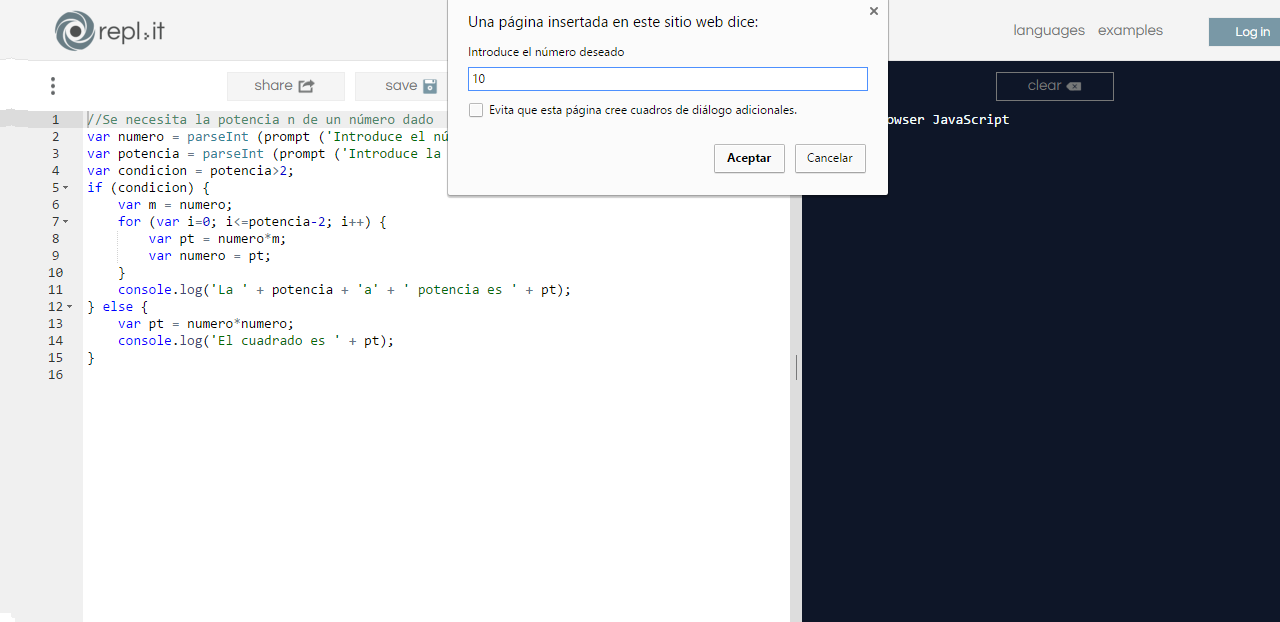 repl.it
languages examples Log in
Una página insertada en este sitio web dice:
Introduce el número deseado
10
Evita que esta página cree cuadros de diálogo adicionales.
Aceptar Cancelar
share save
clear
1 //Se necesita la potencia n de un número dado
2 var numero = parseInt (prompt ('Introduce el
3 var potencia = parseInt (prompt ('Introduce la
4 var condicion = potencia>2;
5 if (condicion) {
6 var m = numero;
7 for (var i=0; i<=potencia-2; i++) {
8 var pt = numero*m;
9 var numero = pt;
10 }
11 console.log('La ' + potencia + 'a' + ' potencia es ' + pt);
12 } else {
13 var pt = numero*numero;
14 console.log('El cuadrado es ' + pt);
15 }
16
JavaScript